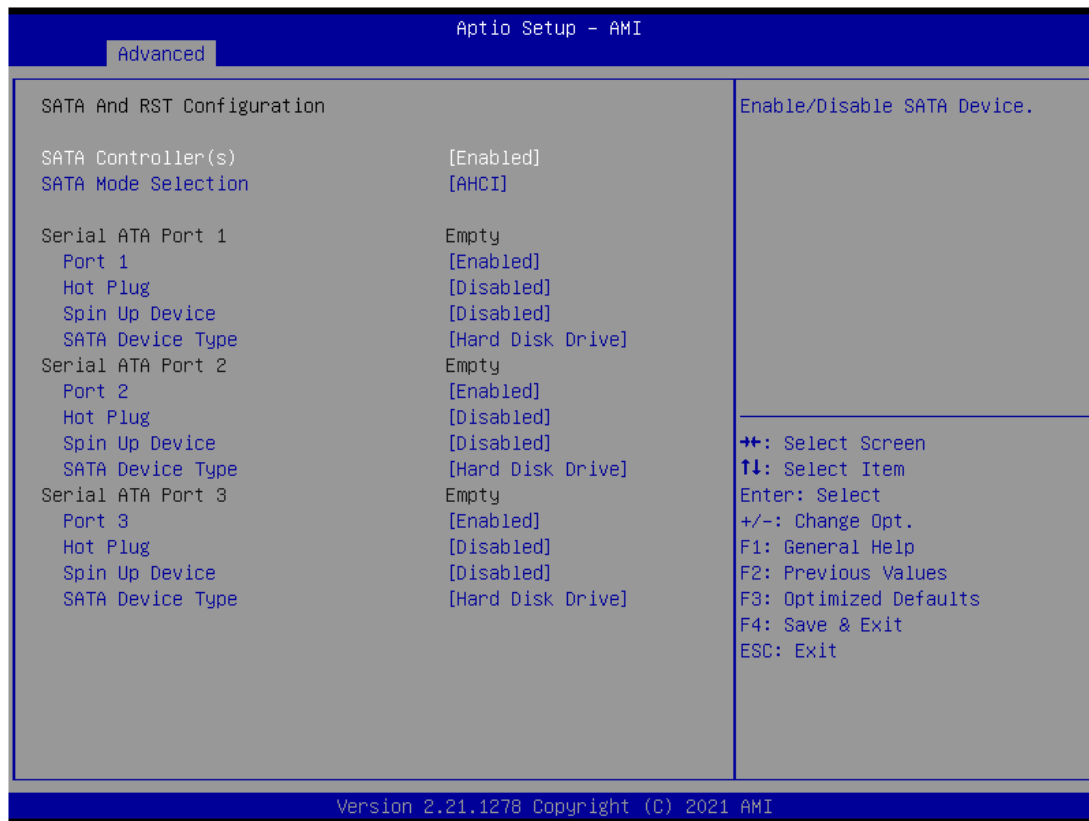 Aptio Setup – AMI
Advanced
SATA And RST Configuration
SATA Controller(s) [Enabled]
SATA Mode Selection [AHCI]
Serial ATA Port 1 Empty
Port 1 [Enabled]
Hot Plug [Disabled]
Spin Up Device [Disabled]
SATA Device Type [Hard Disk Drive]
Serial ATA Port 2 Empty
Port 2 [Enabled]
Hot Plug [Disabled]
Spin Up Device [Disabled]
SATA Device Type [Hard Disk Drive]
Serial ATA Port 3 Empty
Port 3 [Enabled]
Hot Plug [Disabled]
Spin Up Device [Disabled]
SATA Device Type [Hard Disk Drive]
Enable/Disable SATA Device.
→←: Select Screen
↑↓: Select Item
Enter: Select
+/-: Change Opt.
F1: General Help
F2: Previous Values
F3: Optimized Defaults
F4: Save & Exit
ESC: Exit
Version 2.21.1278 Copyright (C) 2021 AMI